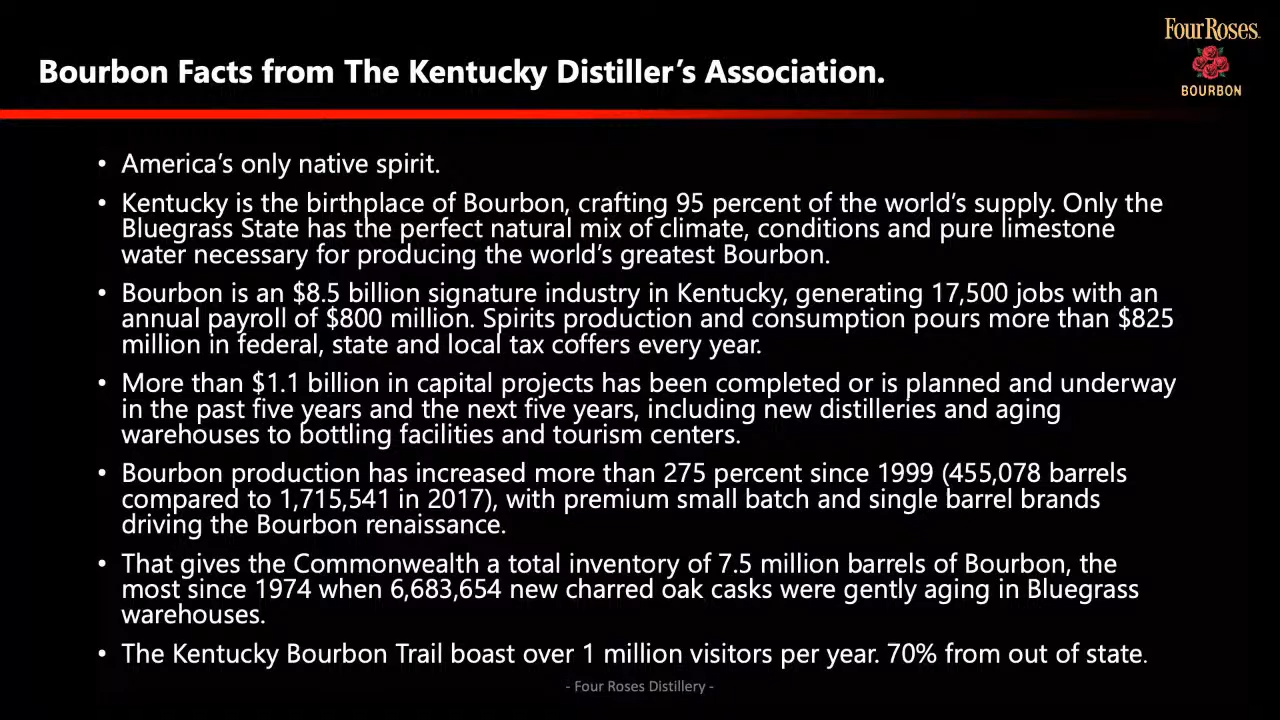 Four Roses.
BOURBON
Bourbon Facts from The Kentucky Distiller’s Association.
• America’s only native spirit.
• Kentucky is the birthplace of Bourbon, crafting 95 percent of the world’s supply. Only the
Bluegrass State has the perfect natural mix of climate, conditions and pure limestone
water necessary for producing the world’s greatest Bourbon.
• Bourbon is an $8.5 billion signature industry in Kentucky, generating 17,500 jobs with an
annual payroll of $800 million. Spirits production and consumption pours more than $825
million in federal, state and local tax coffers every year.
• More than $1.1 billion in capital projects has been completed or is planned and underway
in the past five years and the next five years, including new distilleries and aging
warehouses to bottling facilities and tourism centers.
• Bourbon production has increased more than 275 percent since 1999 (455,078 barrels
compared to 1,715,541 in 2017), with premium small batch and single barrel brands
driving the Bourbon renaissance.
• That gives the Commonwealth a total inventory of 7.5 million barrels of Bourbon, the
most since 1974 when 6,683,654 new charred oak casks were gently aging in Bluegrass
warehouses.
• The Kentucky Bourbon Trail boast over 1 million visitors per year. 70% from out of state.
- Four Roses Distillery -